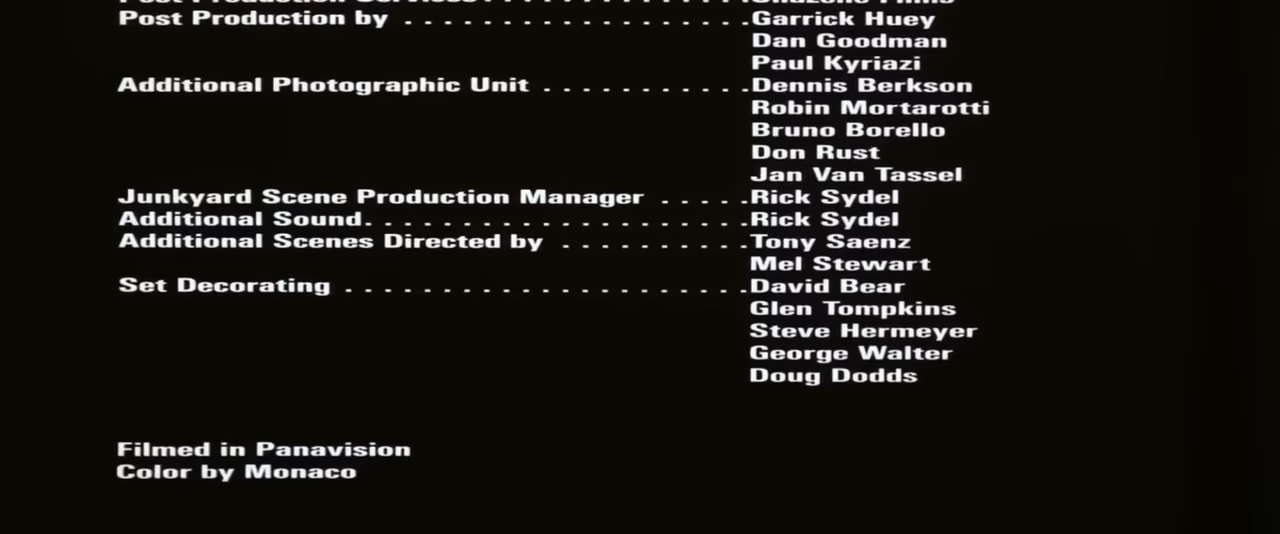 Post Production by . . . . . . . . . . . . . . . . .Garrick Huey
Dan Goodman
Paul Kyriazi
Additional Photographic Unit . . . . . . . . . . .Dennis Berkson
Robin Mortarotti
Bruno Borello
Don Rust
Jan Van Tassel
Junkyard Scene Production Manager . . . . .Rick Sydel
Additional Sound. . . . . . . . . . . . . . . . . . .Rick Sydel
Additional Scenes Directed by . . . . . . . . . .Tony Saenz
Mel Stewart
Set Decorating . . . . . . . . . . . . . . . . . . . .David Bear
Glen Tompkins
Steve Hermeyer
George Walter
Doug Dodds
Filmed in Panavision
Color by Monaco